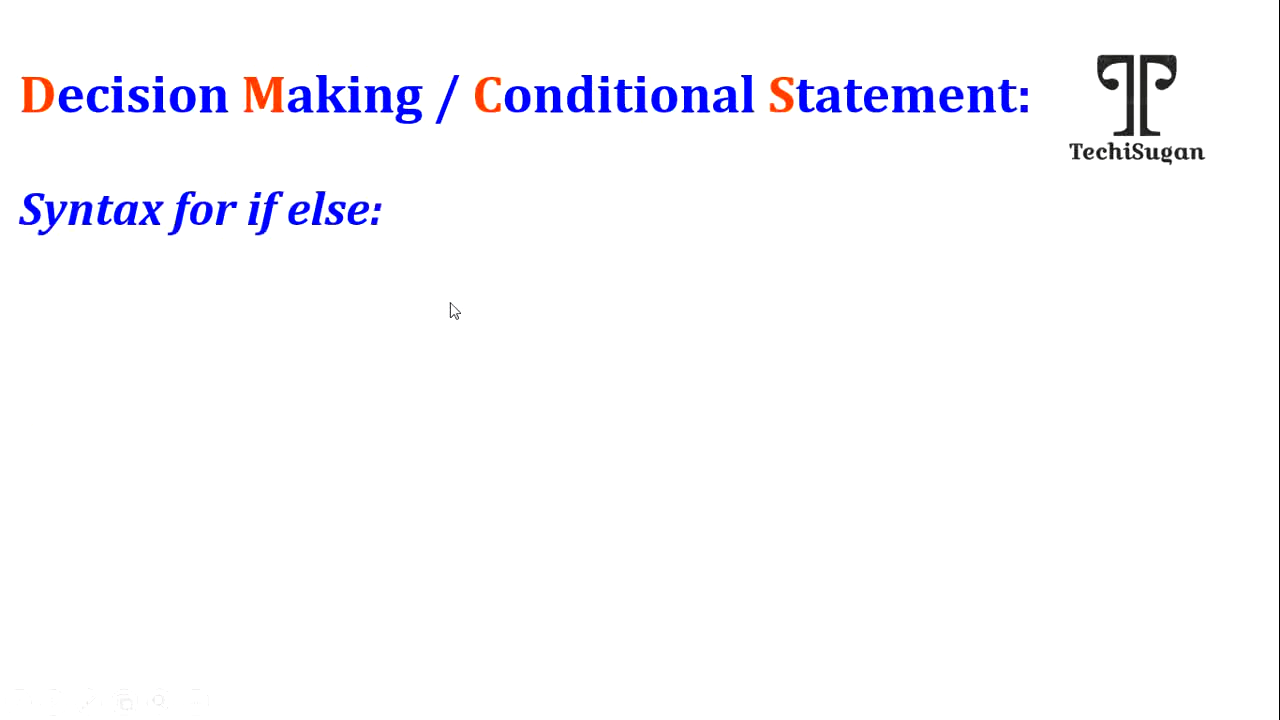 Decision Making / Conditional Statement:
TechiSugan
Syntax for if else: